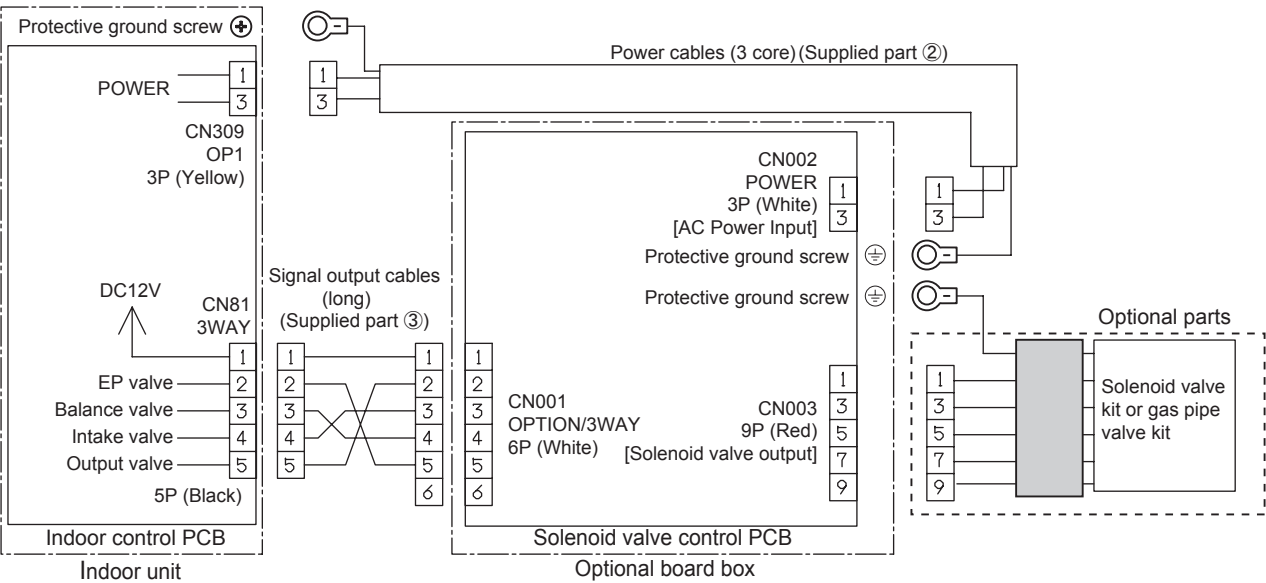 Protective ground screw
POWER
1
3
CN309
OP1
3P (Yellow)
DC12V
CN81
3WAY
1
EP valve 2
Balance valve 3
Intake valve 4
Output valve 5
5P (Black)
Indoor control PCB
Indoor unit
-
1
3
Power cables (3 core) (Supplied part ②)
Signal output cables
(long)
(Supplied part ③)
1
2
3
4
5
1
2
3
4
5
6
1
2
3
4
5
6
CN001
OPTION/3WAY
6P (White)
CN002
POWER
3P (White)
[AC Power Input]
1
3
Protective ground screw
Protective ground screw
CN003
9P (Red)
[Solenoid valve output]
1
3
5
7
9
Solenoid valve control PCB
Optional board box
1
3
-
-
Optional parts
1
3
5
7
9
Solenoid valve
kit or gas pipe
valve kit